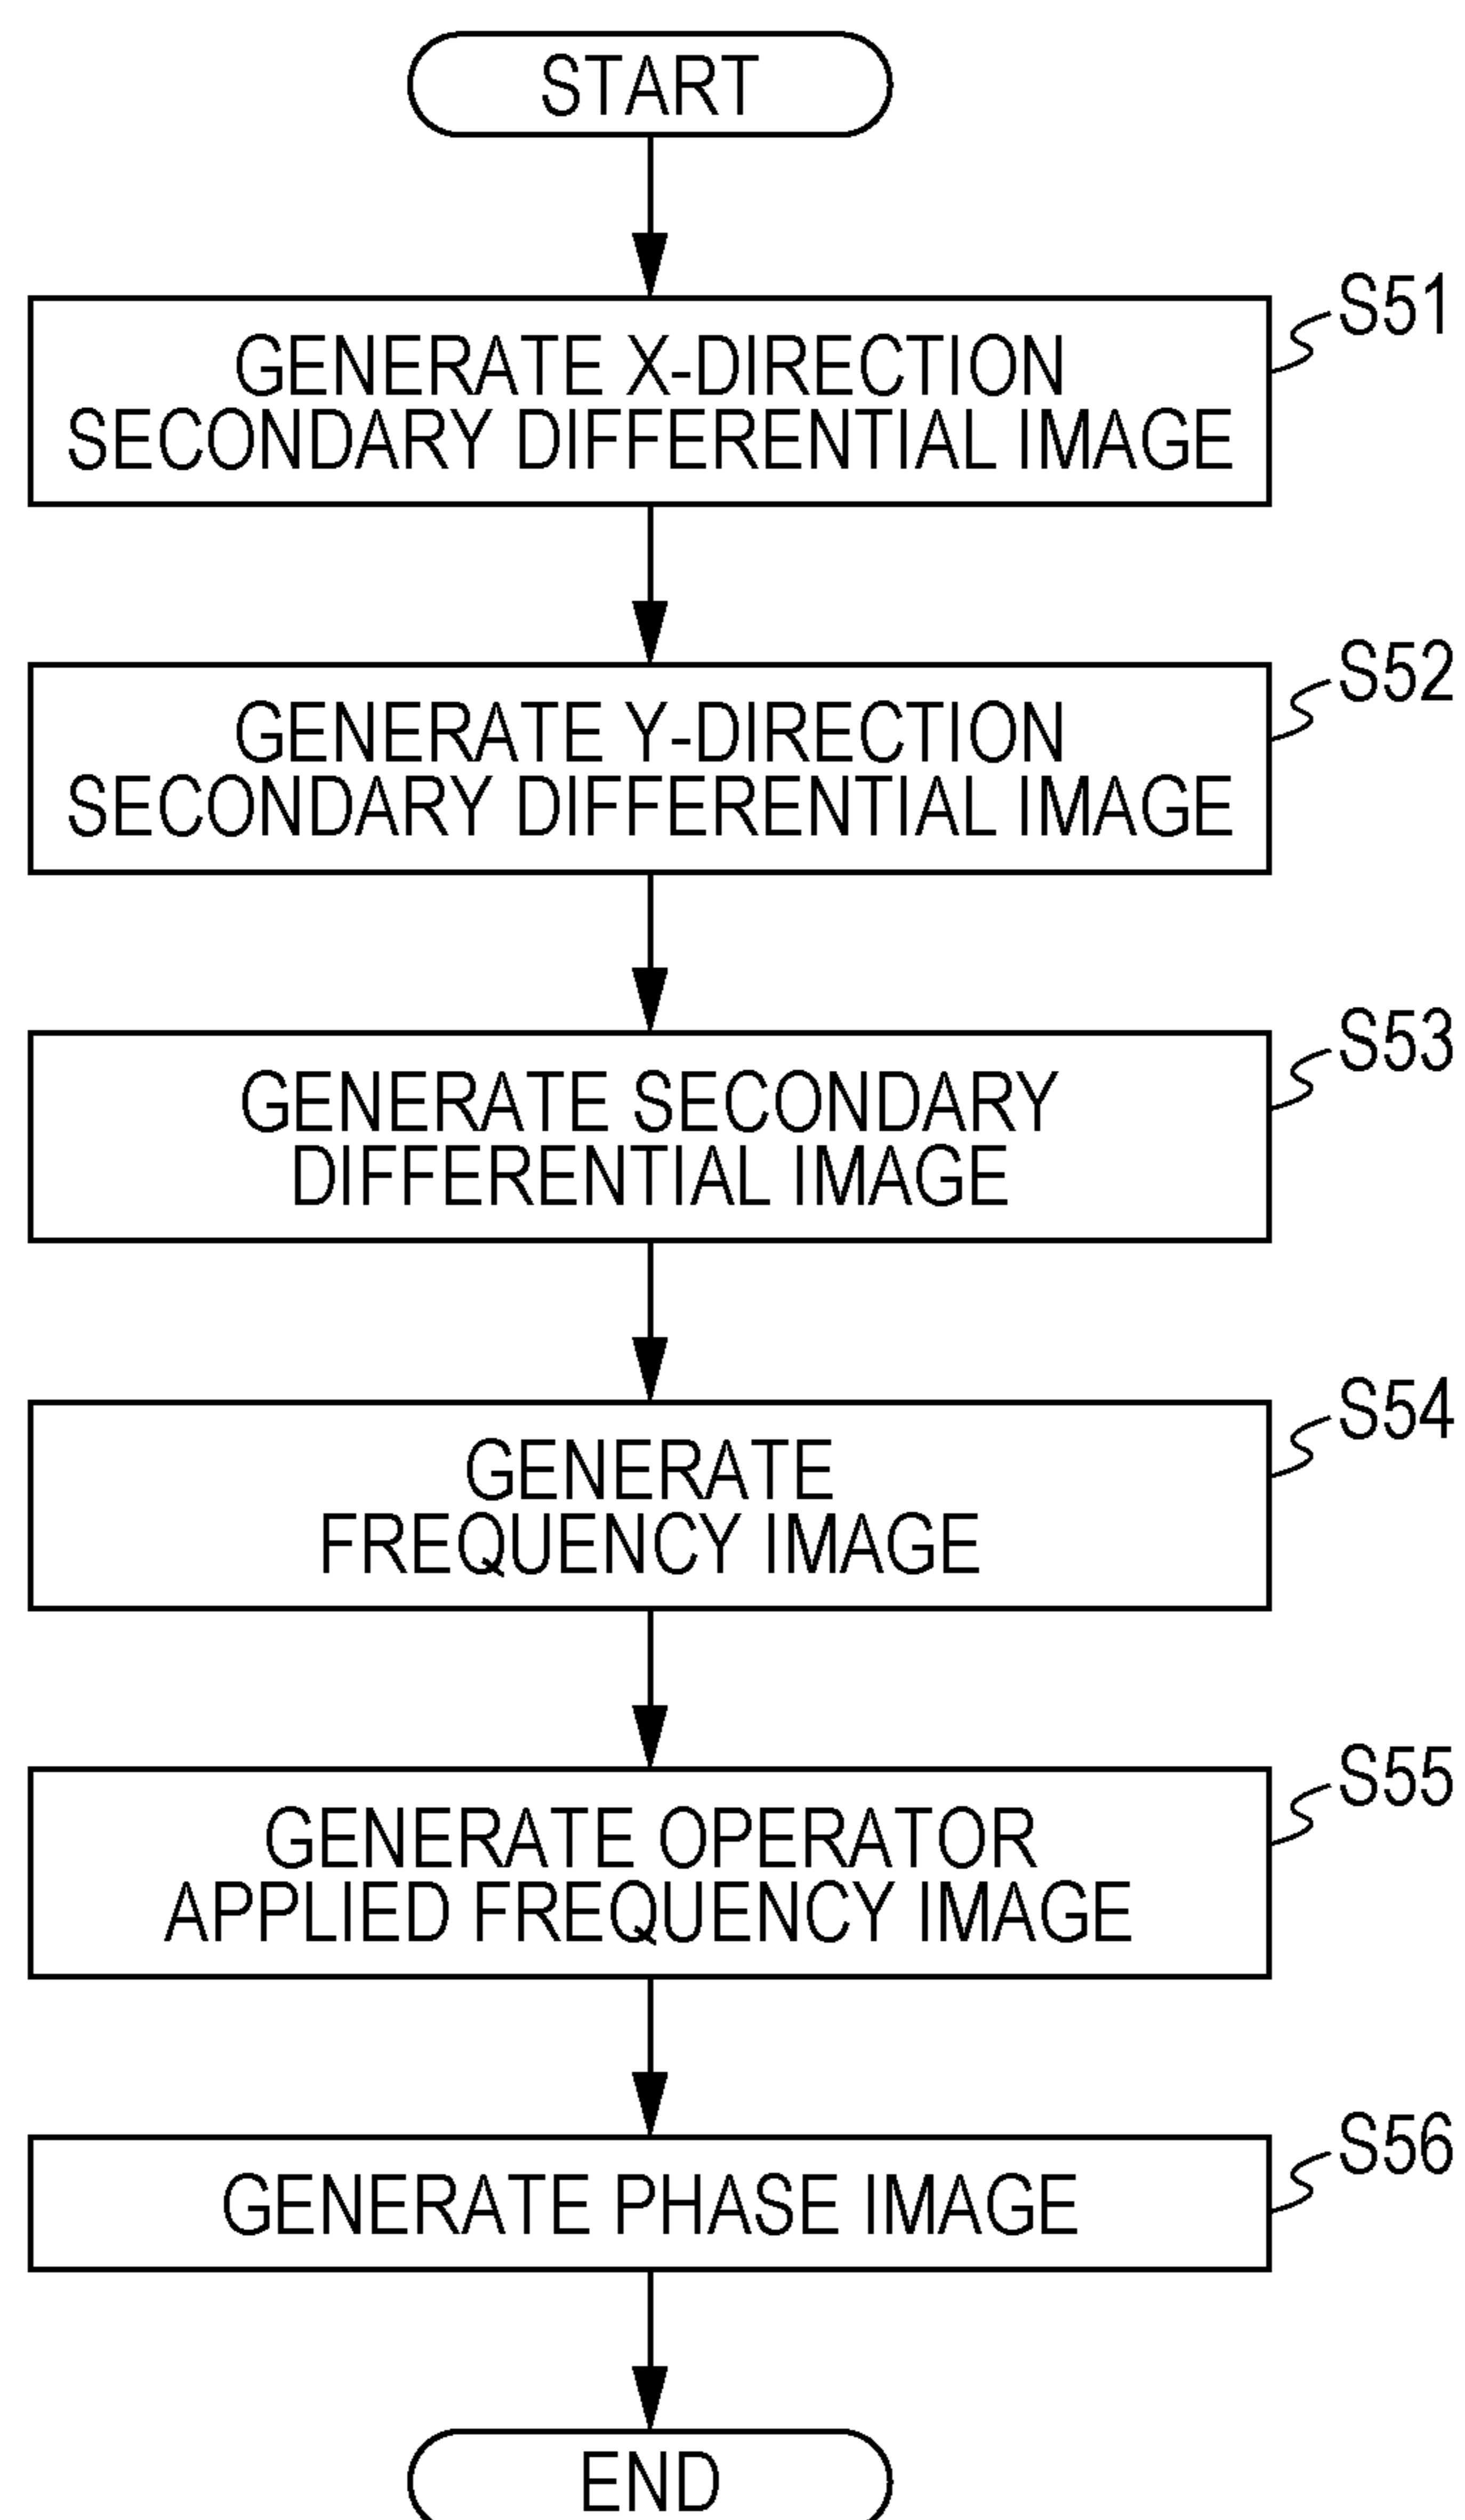 START
S51
GENERATE X-DIRECTION
SECONDARY DIFFERENTIAL IMAGE
S52
GENERATE Y-DIRECTION
SECONDARY DIFFERENTIAL IMAGE
S53
GENERATE SECONDARY
DIFFERENTIAL IMAGE
S54
GENERATE
FREQUENCY IMAGE
S55
GENERATE OPERATOR
APPLIED FREQUENCY IMAGE
S56
GENERATE PHASE IMAGE
END